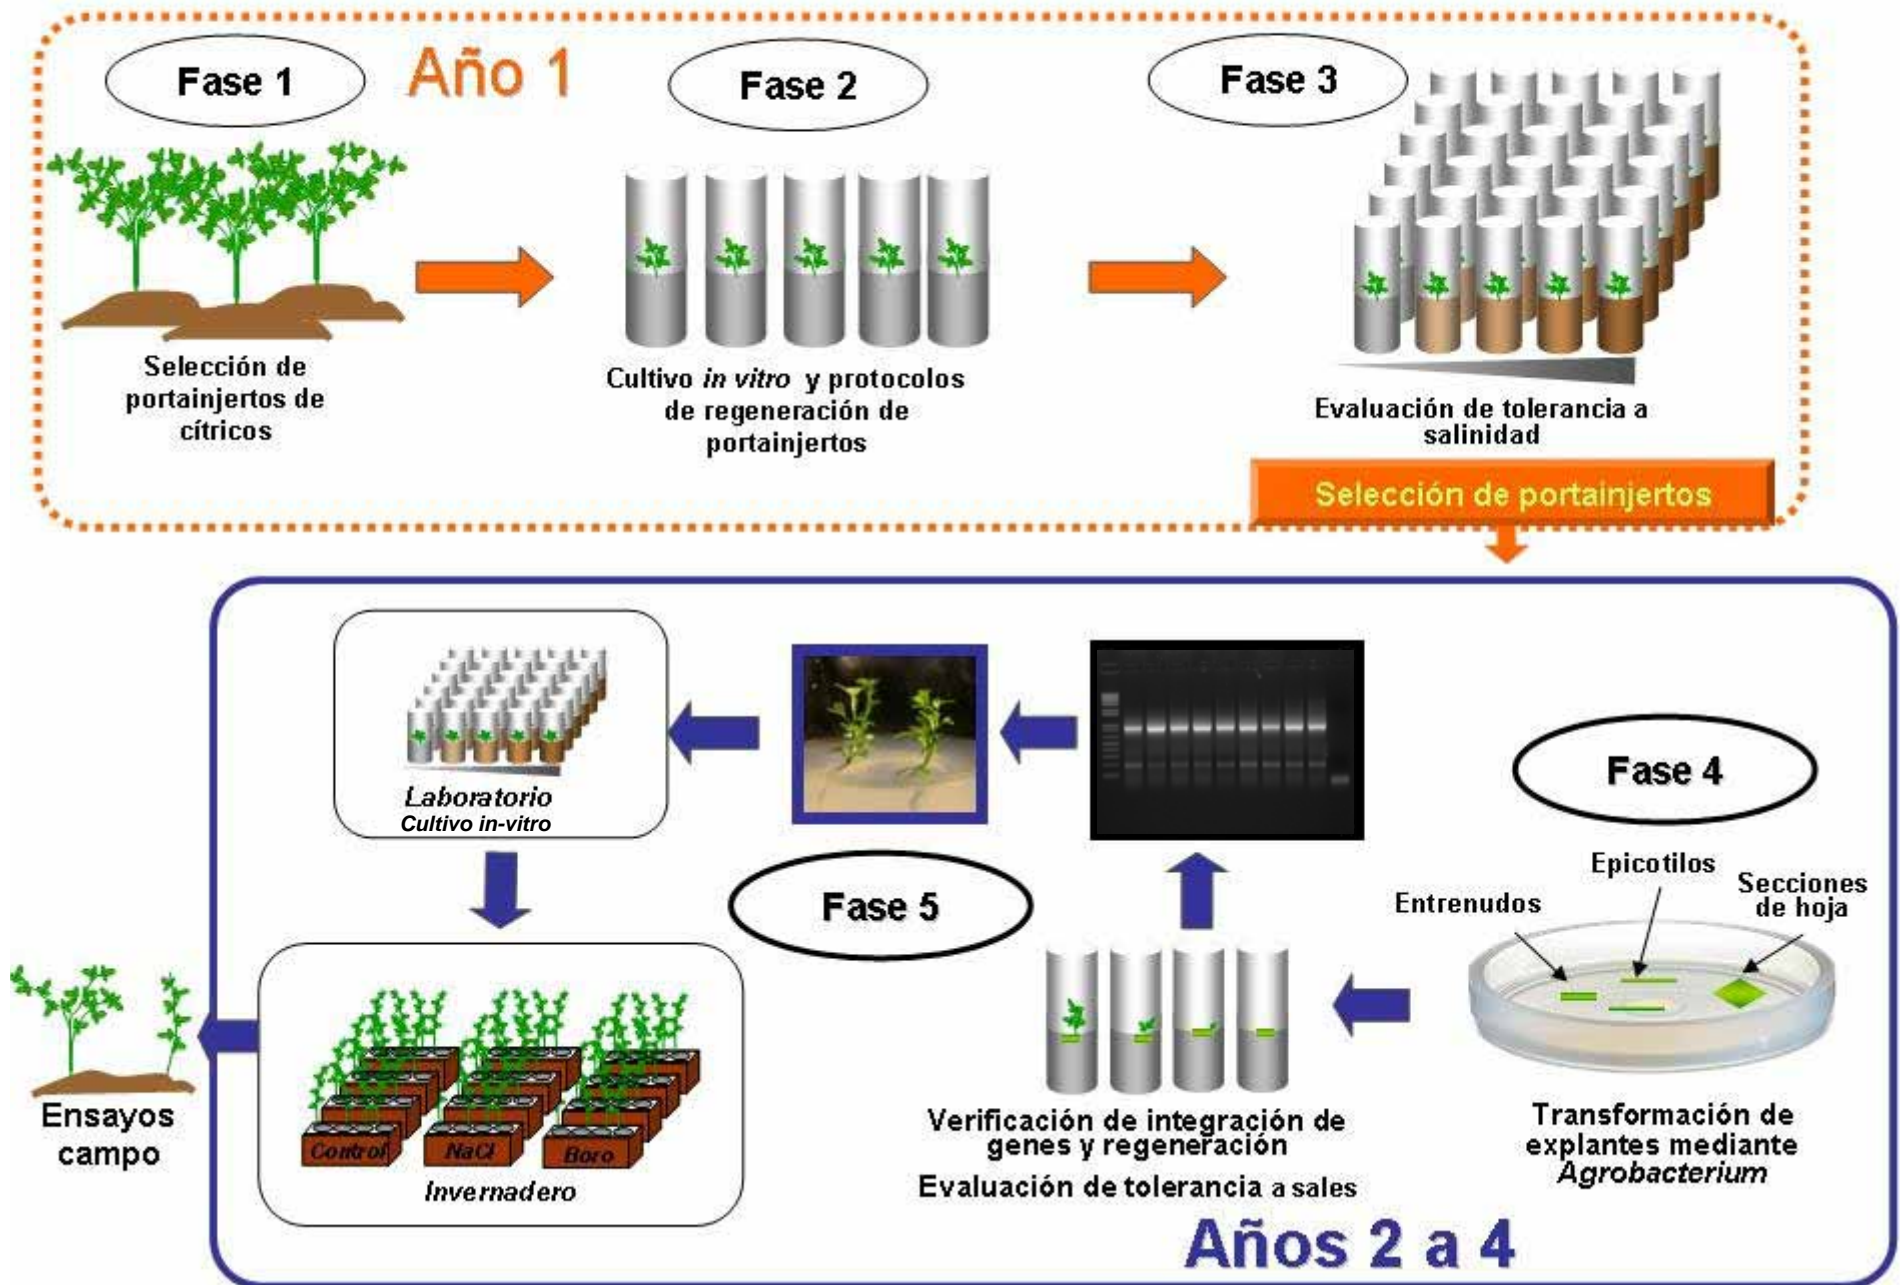 Fase 1
Año 1
Fase 2
Fase 3
Selección de
portainjertos de
cítricos
Cultivo in vitro y protocolos
de regeneración de
portainjertos
Evaluación de tolerancia a
salinidad
Selección de portainjertos
Fase 4
Epicotilos
Entrenudos
Secciones
de hoja
Transformación de
explantes mediante
Agrobacterium
Fase 5
Verificación de integración de
genes y regeneración
Evaluación de tolerancia a sales
Laboratorio
Cultivo in-vitro
Control
NaCl
Boro
Invernadero
Ensayos
campo
Años 2 a 4